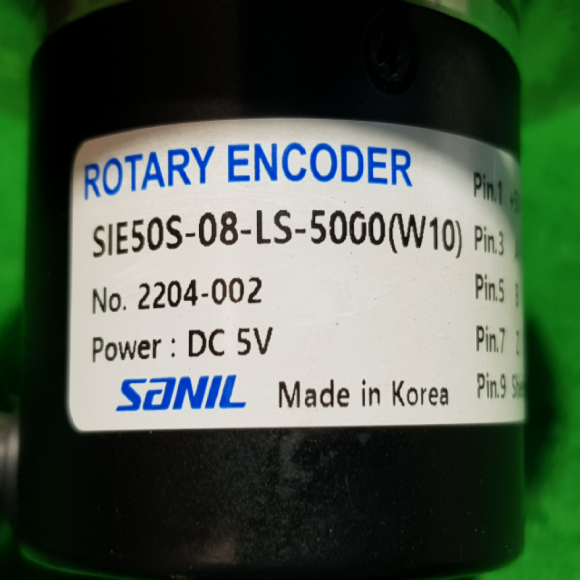 ROTARY ENCODER
SIE50S-08-LS-5000(W10)
No. 2204-002
Power : DC 5V
SANIL Made in Korea
Pin.1
Pin.3 A
Pin.5 B
Pin.7 Z
Pin.9